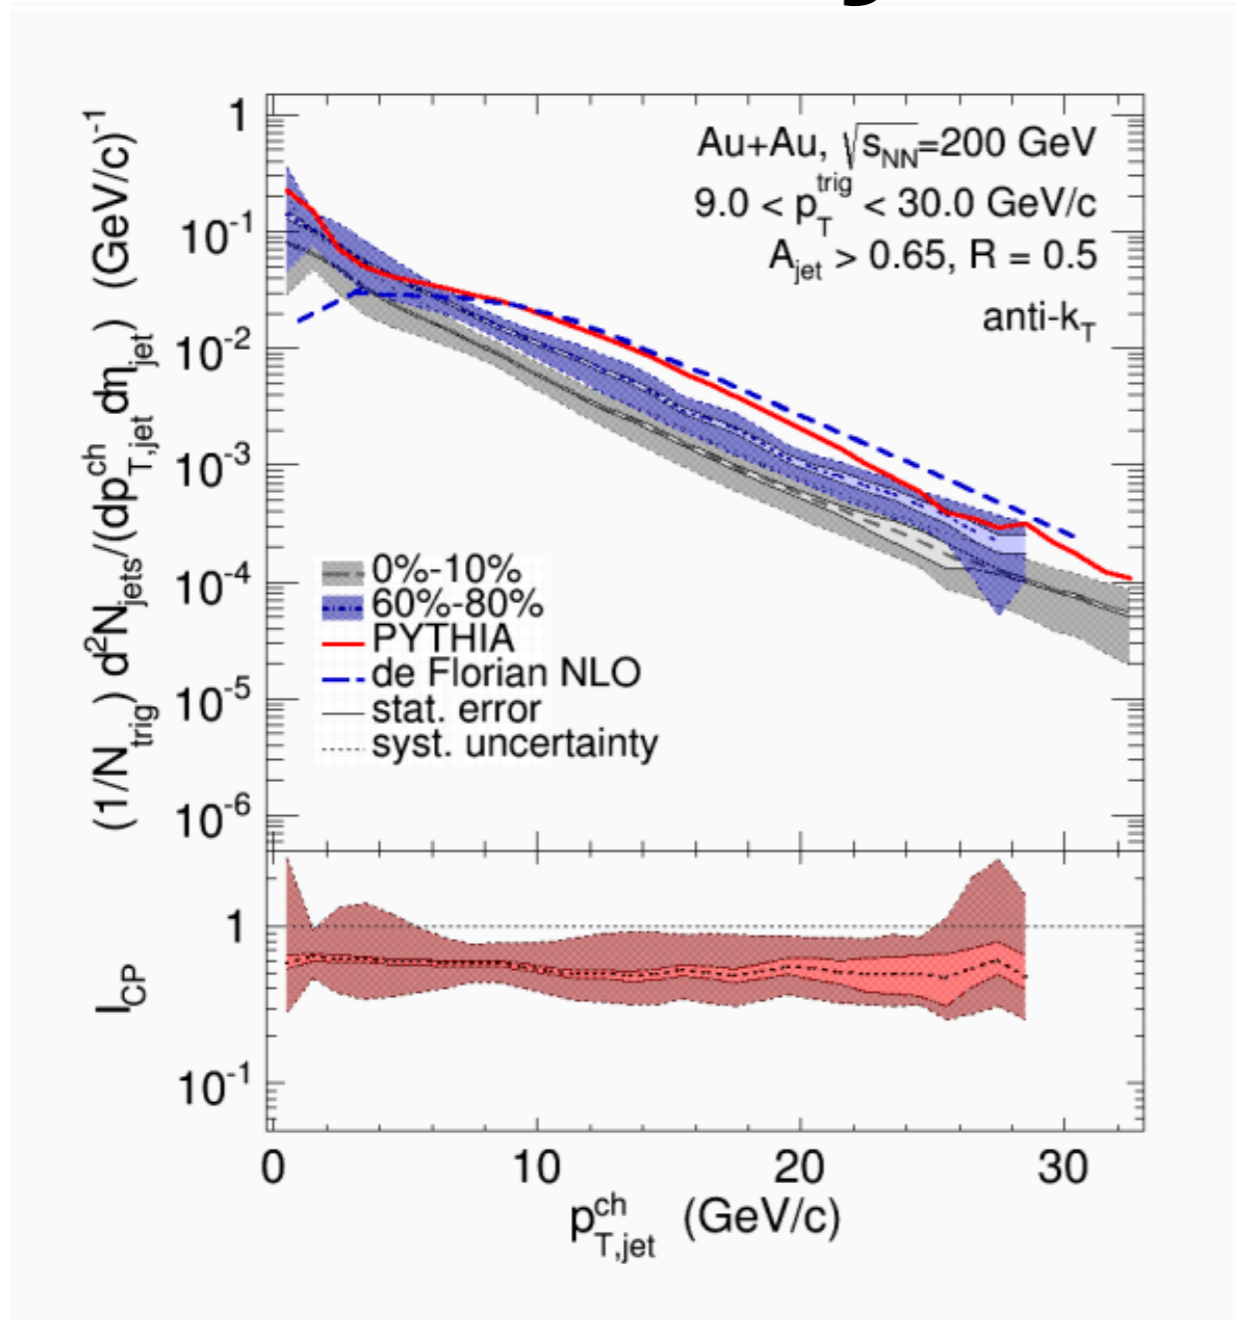 1
10⁻¹
10⁻²
10⁻³
10⁻⁴
10⁻⁵
10⁻⁶
(1/N_trig) d²N_jets/(dp^ch_T,jet dη_jet) (GeV/c)⁻¹
Au+Au, √s_NN=200 GeV
9.0 < p_T^trig < 30.0 GeV/c
A_jet > 0.65, R = 0.5
anti-k_T
0%-10%
60%-80%
PYTHIA
de Florian NLO
stat. error
syst. uncertainty
I_CP
1
10⁻¹
0 10 20 30
p^ch_T,jet (GeV/c)